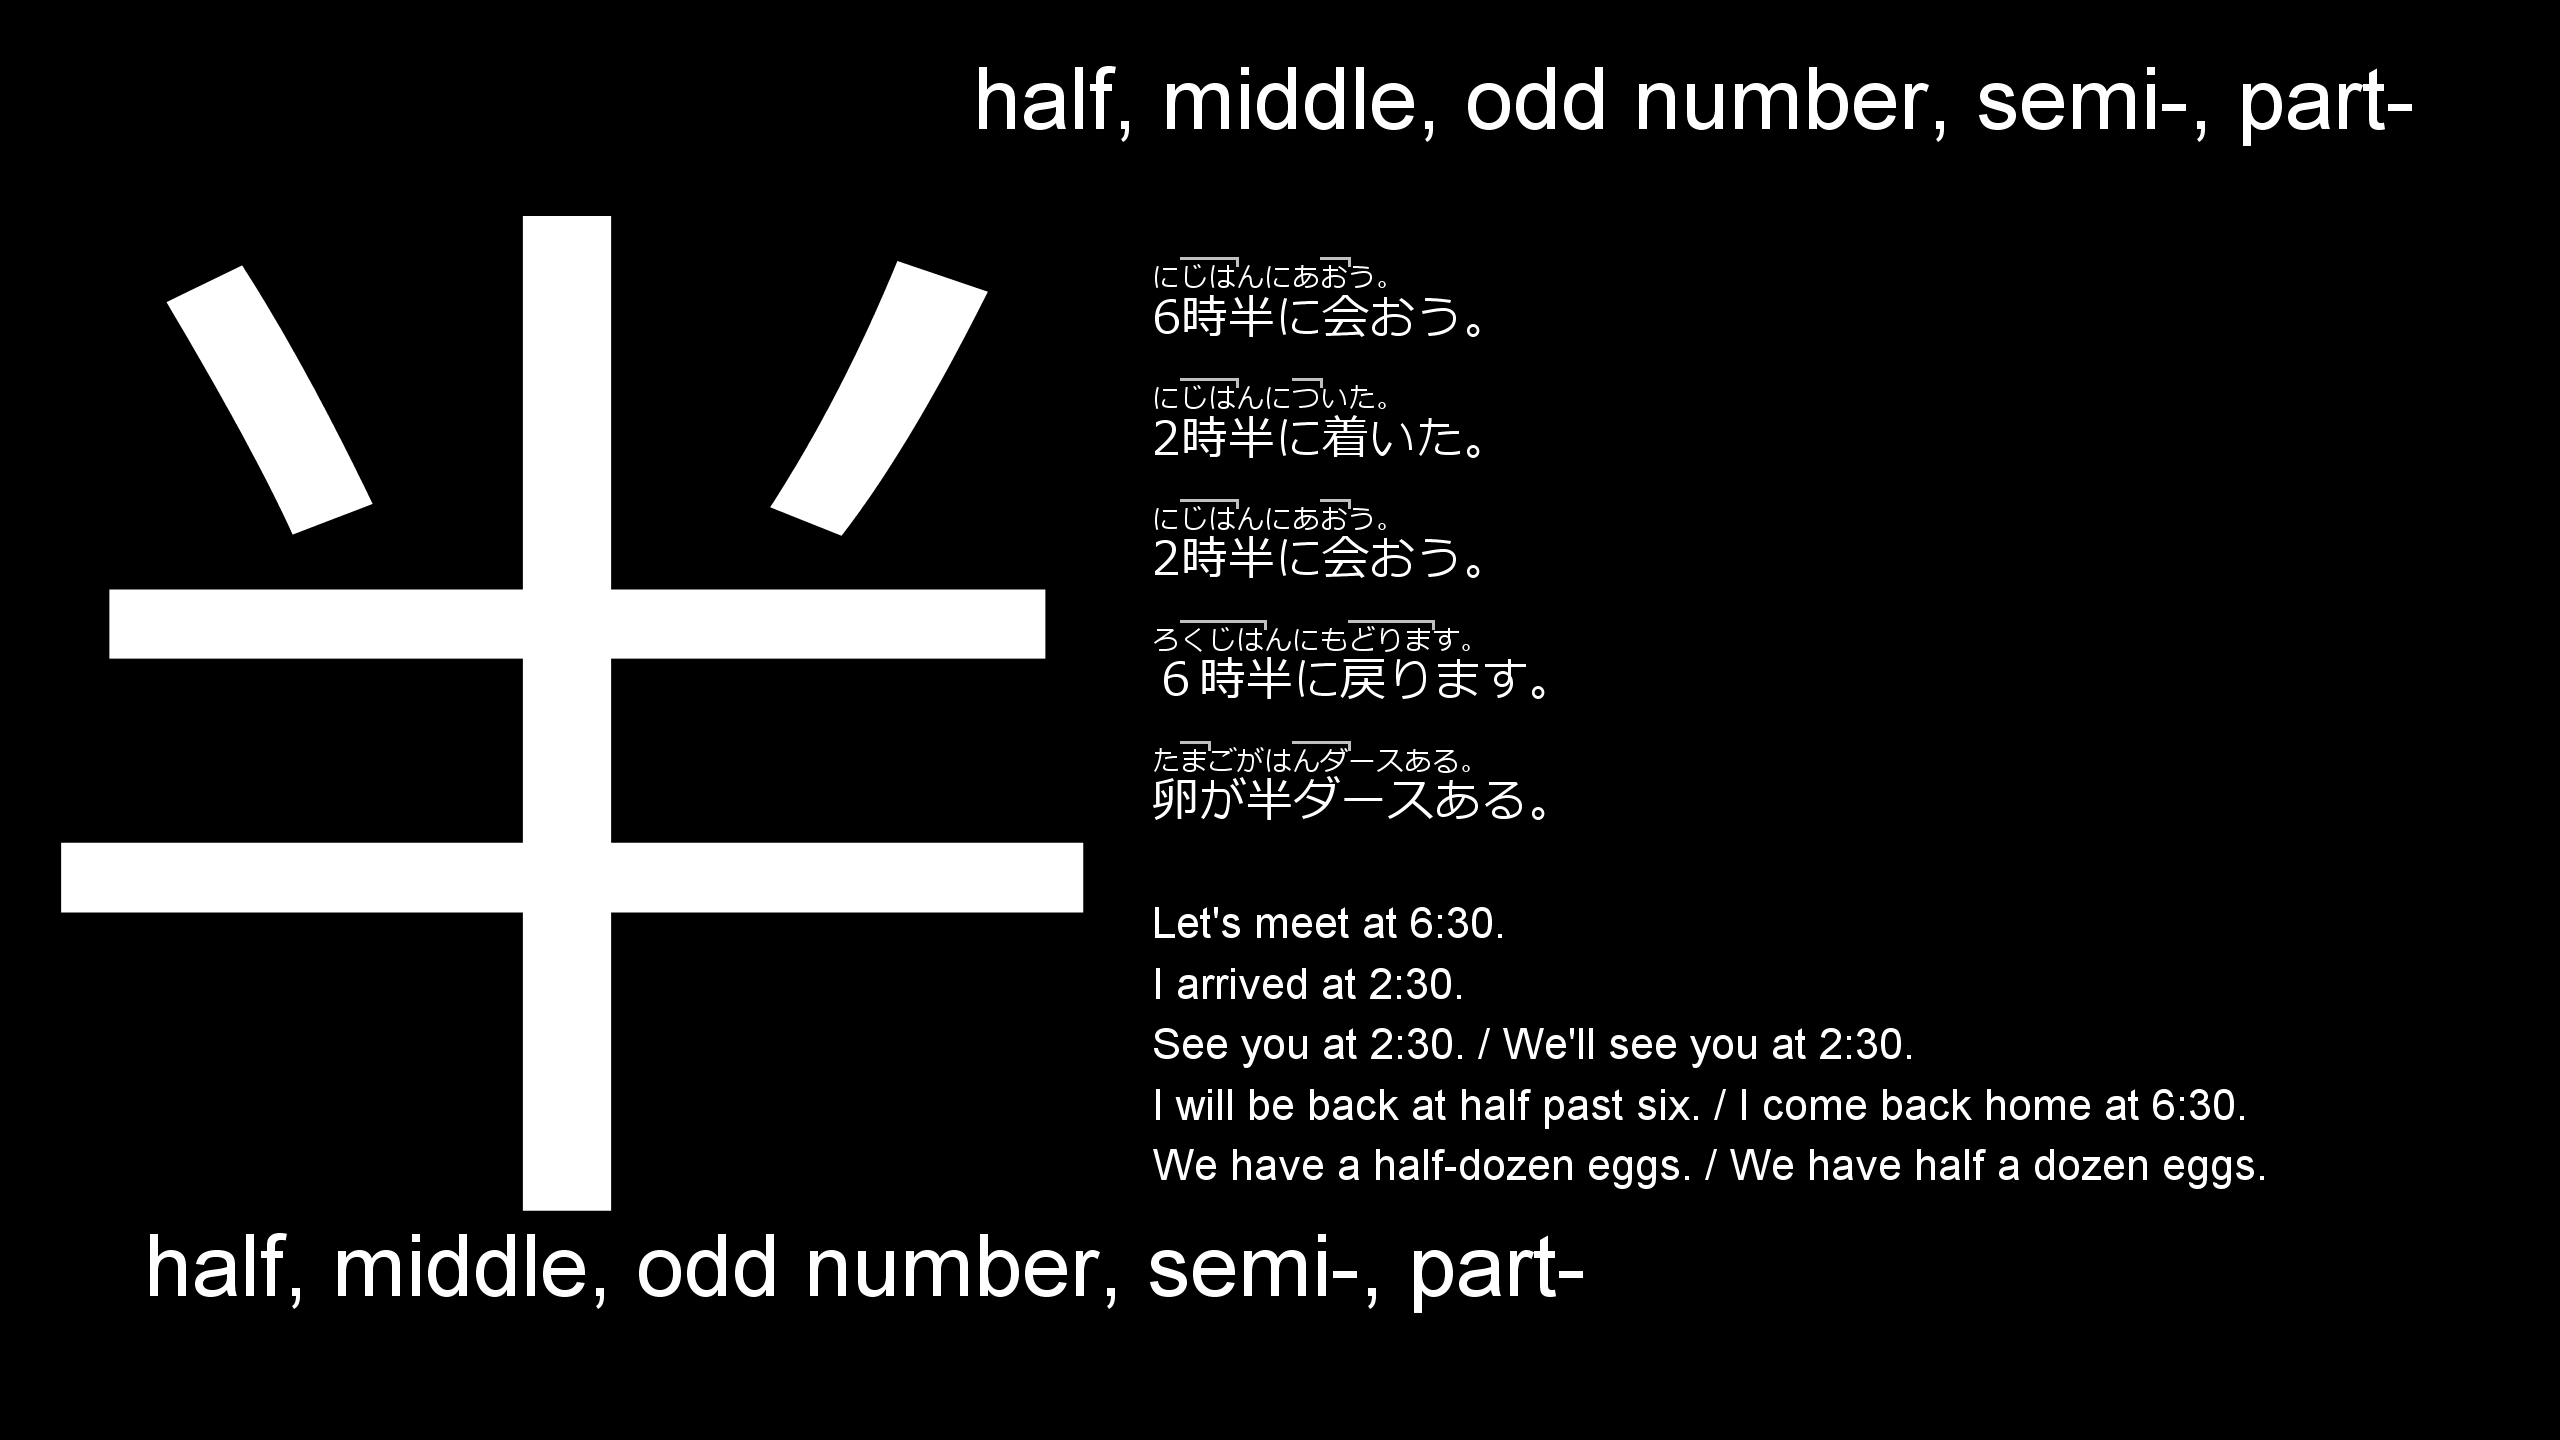 half, middle, odd number, semi-, part-
半
にじはんにあおう。
6時半に会おう。
にじはんについた。
2時半に着いた。
にじはんにあおう。
2時半に会おう。
ろくじはんにもどります。
６時半に戻ります。
たまごがはんダースある。
卵が半ダースある。
Let's meet at 6:30.
I arrived at 2:30.
See you at 2:30. / We'll see you at 2:30.
I will be back at half past six. / I come back home at 6:30.
We have a half-dozen eggs. / We have half a dozen eggs.
half, middle, odd number, semi-, part-